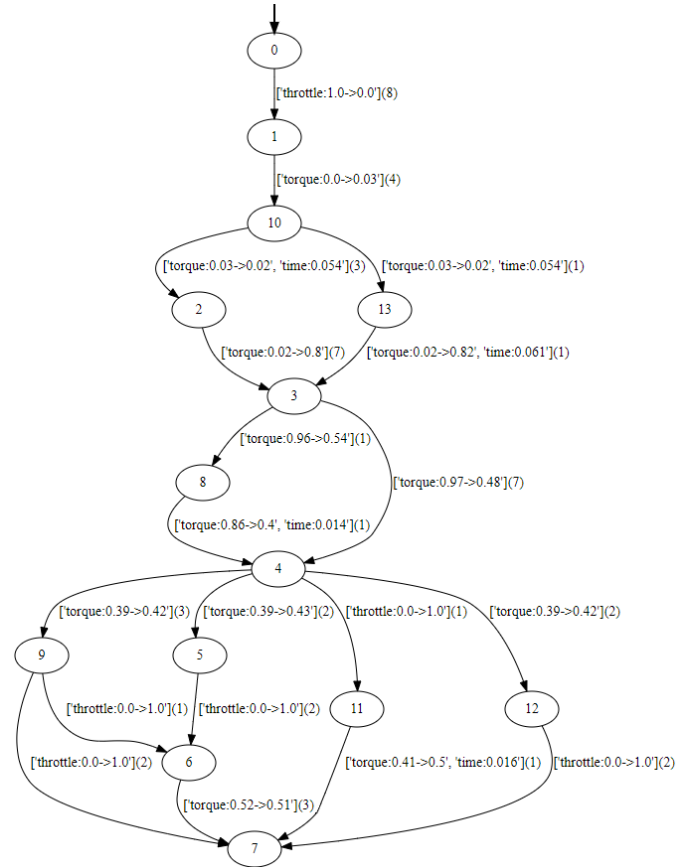 0
['throttle:1.0->0.0'](8)
1
['torque:0.0->0.03'](4)
10
['torque:0.03->0.02', 'time:0.054'](3)
['torque:0.03->0.02', 'time:0.054'](1)
2
13
['torque:0.02->0.8'](7)
['torque:0.02->0.82', 'time:0.061'](1)
3
['torque:0.96->0.54'](1)
8
['torque:0.97->0.48'](7)
['torque:0.86->0.4', 'time:0.014'](1)
4
['torque:0.39->0.42'](3)
['torque:0.39->0.43'](2)
['throttle:0.0->1.0'](1)
['torque:0.39->0.42'](2)
9
5
11
12
['throttle:0.0->1.0'](1)
['throttle:0.0->1.0'](2)
6
['throttle:0.0->1.0'](2)
['torque:0.41->0.5', 'time:0.016'](1)
['throttle:0.0->1.0'](2)
['torque:0.52->0.51'](3)
7